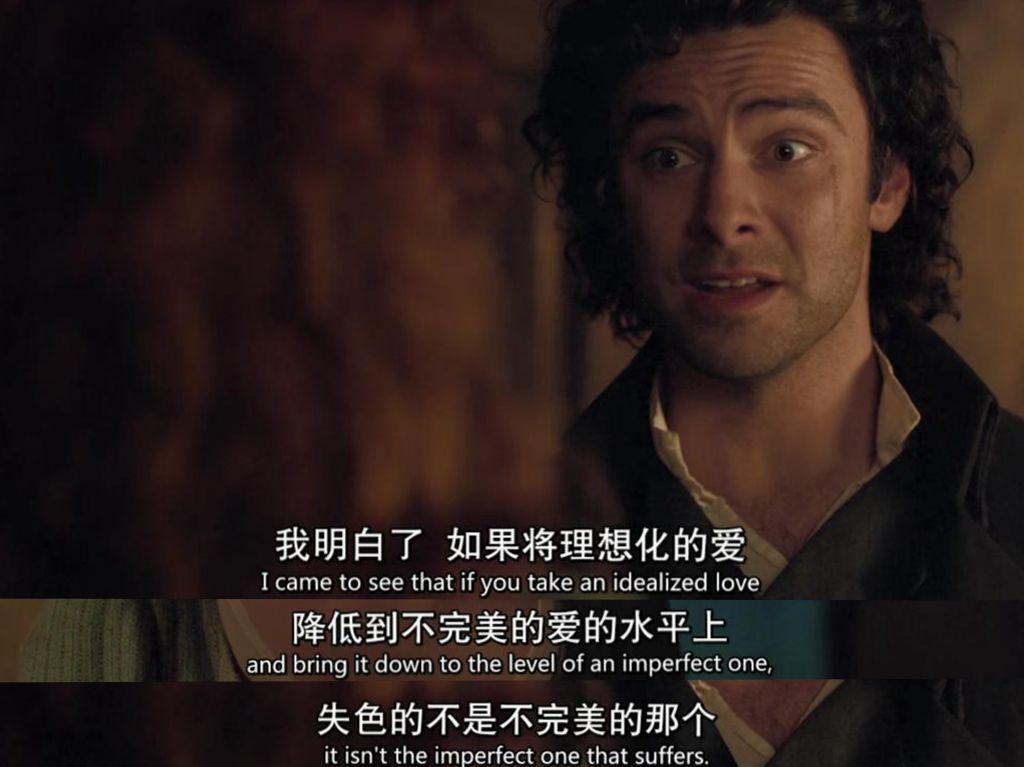 我明白了 如果将理想化的爱
I came to see that if you take an idealized love
降低到不完美的爱的水平上
and bring it down to the level of an imperfect one,
失色的不是不完美的那个
it isn't the imperfect one that suffers.